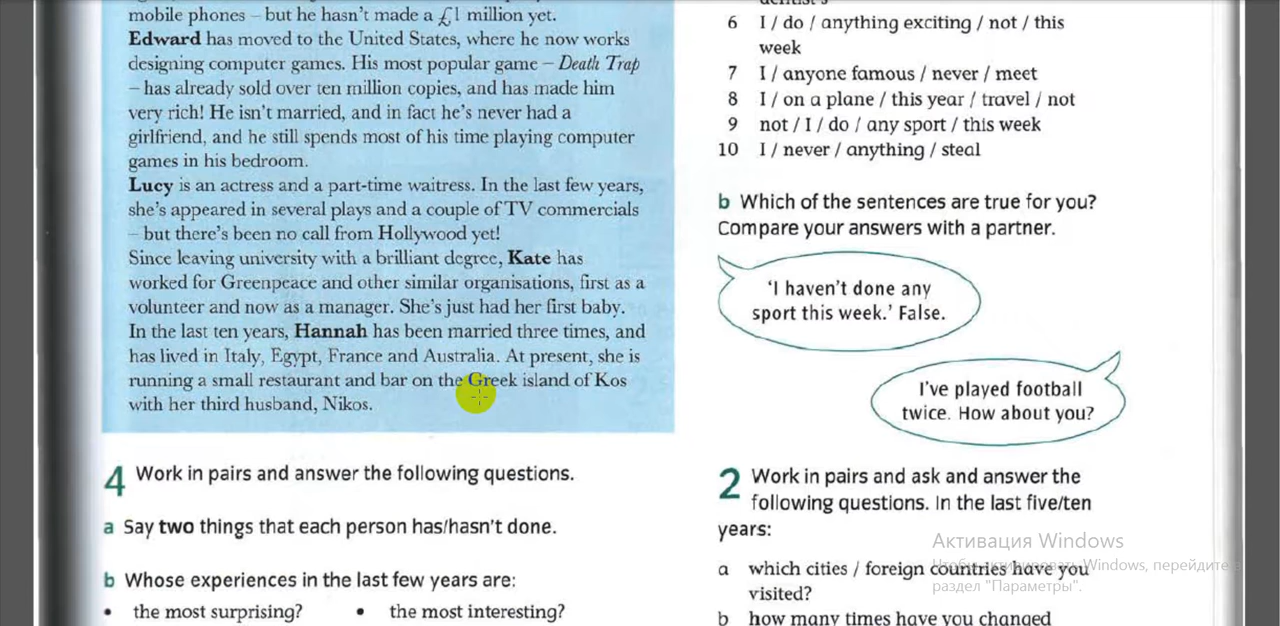 mobile phones – but he hasn't made a £1 million yet.
Edward has moved to the United States, where he now works
designing computer games. His most popular game – Death Trap
– has already sold over ten million copies, and has made him
very rich! He isn't married, and in fact he's never had a
girlfriend, and he still spends most of his time playing computer
games in his bedroom.
Lucy is an actress and a part-time waitress. In the last few years,
she's appeared in several plays and a couple of TV commercials
– but there's been no call from Hollywood yet!
Since leaving university with a brilliant degree, Kate has
worked for Greenpeace and other similar organisations, first as a
volunteer and now as a manager. She's just had her first baby.
In the last ten years, Hannah has been married three times, and
has lived in Italy, Egypt, France and Australia. At present, she is
running a small restaurant and bar on the Greek island of Kos
with her third husband, Nikos.
4 Work in pairs and answer the following questions.
a Say two things that each person has/hasn't done.
b Whose experiences in the last few years are:
• the most surprising? • the most interesting?
6 I / do / anything exciting / not / this
week
7 I / anyone famous / never / meet
8 I / on a plane / this year / travel / not
9 not / I / do / any sport / this week
10 I / never / anything / steal
b Which of the sentences are true for you?
Compare your answers with a partner.
'I haven't done any
sport this week.' False.
I've played football
twice. How about you?
2 Work in pairs and ask and answer the
following questions. In the last five/ten
years:
a which cities / foreign countries have you
visited?
b how many times have you changed
Активация Windows
Чтобы активировать Windows, перейдите в
раздел "Параметры".